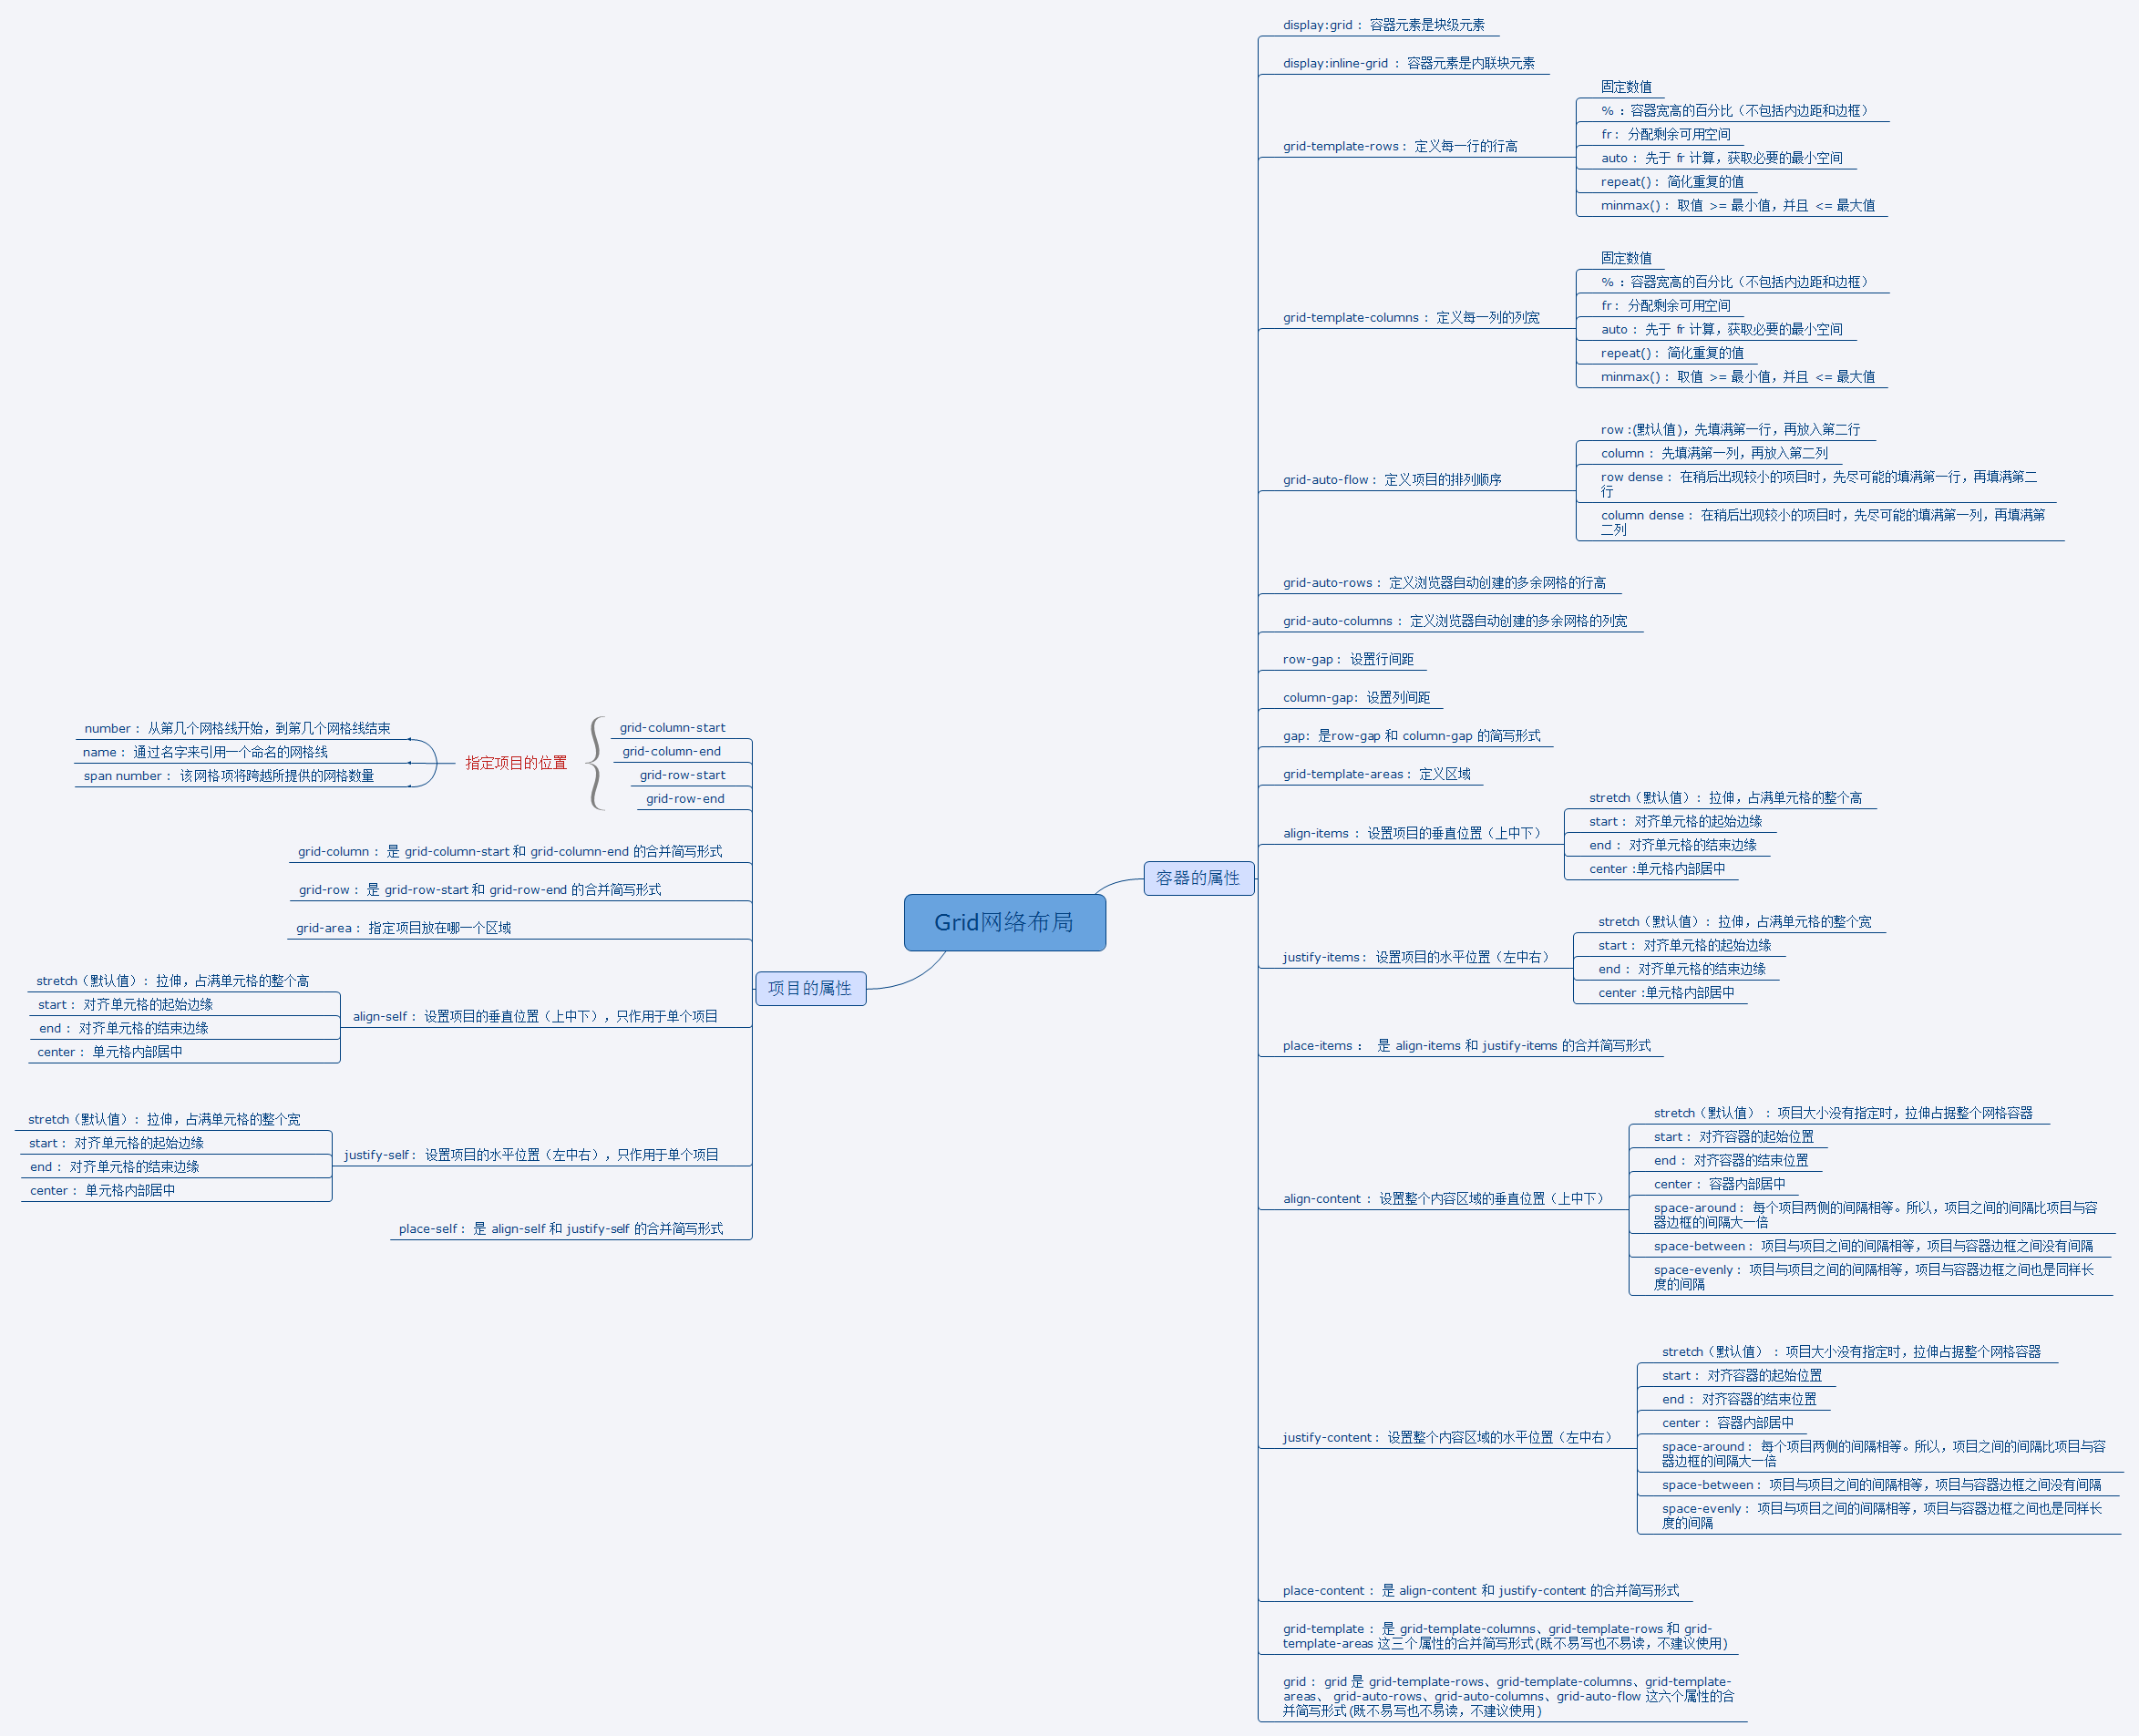 Grid网络布局
容器的属性
display:grid： 容器元素是块级元素
display:inline-grid ： 容器元素是内联块元素
grid-template-rows： 定义每一行的行高
固定数值
% ：容器宽高的百分比（不包括内边距和边框）
fr： 分配剩余可用空间
auto： 先于 fr 计算，获取必要的最小空间
repeat()： 简化重复的值
minmax()： 取值 >= 最小值，并且 <= 最大值
grid-template-columns： 定义每一列的列宽
固定数值
% ：容器宽高的百分比（不包括内边距和边框）
fr： 分配剩余可用空间
auto： 先于 fr 计算，获取必要的最小空间
repeat()： 简化重复的值
minmax()： 取值 >= 最小值，并且 <= 最大值
grid-auto-flow： 定义项目的排列顺序
row :(默认值)，先填满第一行，再放入第二行
column： 先填满第一列，再放入第二列
row dense： 在稍后出现较小的项目时，先尽可能的填满第一行，再填满第二
行
column dense： 在稍后出现较小的项目时，先尽可能的填满第一列，再填满第
二列
grid-auto-rows： 定义浏览器自动创建的多余网格的行高
grid-auto-columns： 定义浏览器自动创建的多余网格的列宽
row-gap： 设置行间距
column-gap: 设置列间距
gap: 是row-gap 和 column-gap 的简写形式
grid-template-areas： 定义区域
align-items： 设置项目的垂直位置（上中下）
stretch（默认值）: 拉伸，占满单元格的整个高
start： 对齐单元格的起始边缘
end： 对齐单元格的结束边缘
center :单元格内部居中
justify-items： 设置项目的水平位置（左中右）
stretch（默认值）: 拉伸，占满单元格的整个宽
start： 对齐单元格的起始边缘
end： 对齐单元格的结束边缘
center :单元格内部居中
place-items： 是 align-items 和 justify-items 的合并简写形式
align-content： 设置整个内容区域的垂直位置（上中下）
stretch（默认值） : 项目大小没有指定时，拉伸占据整个网格容器
start： 对齐容器的起始位置
end： 对齐容器的结束位置
center： 容器内部居中
space-around： 每个项目两侧的间隔相等。所以，项目之间的间隔比项目与容
器边框的间隔大一倍
space-between： 项目与项目之间的间隔相等，项目与容器边框之间没有间隔
space-evenly： 项目与项目之间的间隔相等，项目与容器边框之间也是同样长
度的间隔
justify-content： 设置整个内容区域的水平位置（左中右）
stretch（默认值） : 项目大小没有指定时，拉伸占据整个网格容器
start： 对齐容器的起始位置
end： 对齐容器的结束位置
center： 容器内部居中
space-around： 每个项目两侧的间隔相等。所以，项目之间的间隔比项目与容
器边框的间隔大一倍
space-between： 项目与项目之间的间隔相等，项目与容器边框之间没有间隔
space-evenly： 项目与项目之间的间隔相等，项目与容器边框之间也是同样长
度的间隔
place-content： 是 align-content 和 justify-content 的合并简写形式
grid-template： 是 grid-template-columns、grid-template-rows 和 grid-
template-areas 这三个属性的合并简写形式(既不易写也不易读，不建议使用)
grid： grid 是 grid-template-rows、grid-template-columns、grid-template-
areas、 grid-auto-rows、grid-auto-columns、grid-auto-flow 这六个属性的合
并简写形式(既不易写也不易读，不建议使用)
项目的属性
grid-column-start
grid-column-end
grid-row-start
grid-row-end
指定项目的位置
number： 从第几个网格线开始，到第几个网格线结束
name： 通过名字来引用一个命名的网格线
span number： 该网格项将跨越所提供的网格数量
grid-column： 是 grid-column-start 和 grid-column-end 的合并简写形式
grid-row： 是 grid-row-start 和 grid-row-end 的合并简写形式
grid-area： 指定项目放在哪一个区域
align-self： 设置项目的垂直位置（上中下），只作用于单个项目
stretch（默认值）: 拉伸，占满单元格的整个高
start： 对齐单元格的起始边缘
end： 对齐单元格的结束边缘
center： 单元格内部居中
justify-self： 设置项目的水平位置（左中右），只作用于单个项目
stretch（默认值）: 拉伸，占满单元格的整个宽
start： 对齐单元格的起始边缘
end： 对齐单元格的结束边缘
center： 单元格内部居中
place-self： 是 align-self 和 justify-self 的合并简写形式